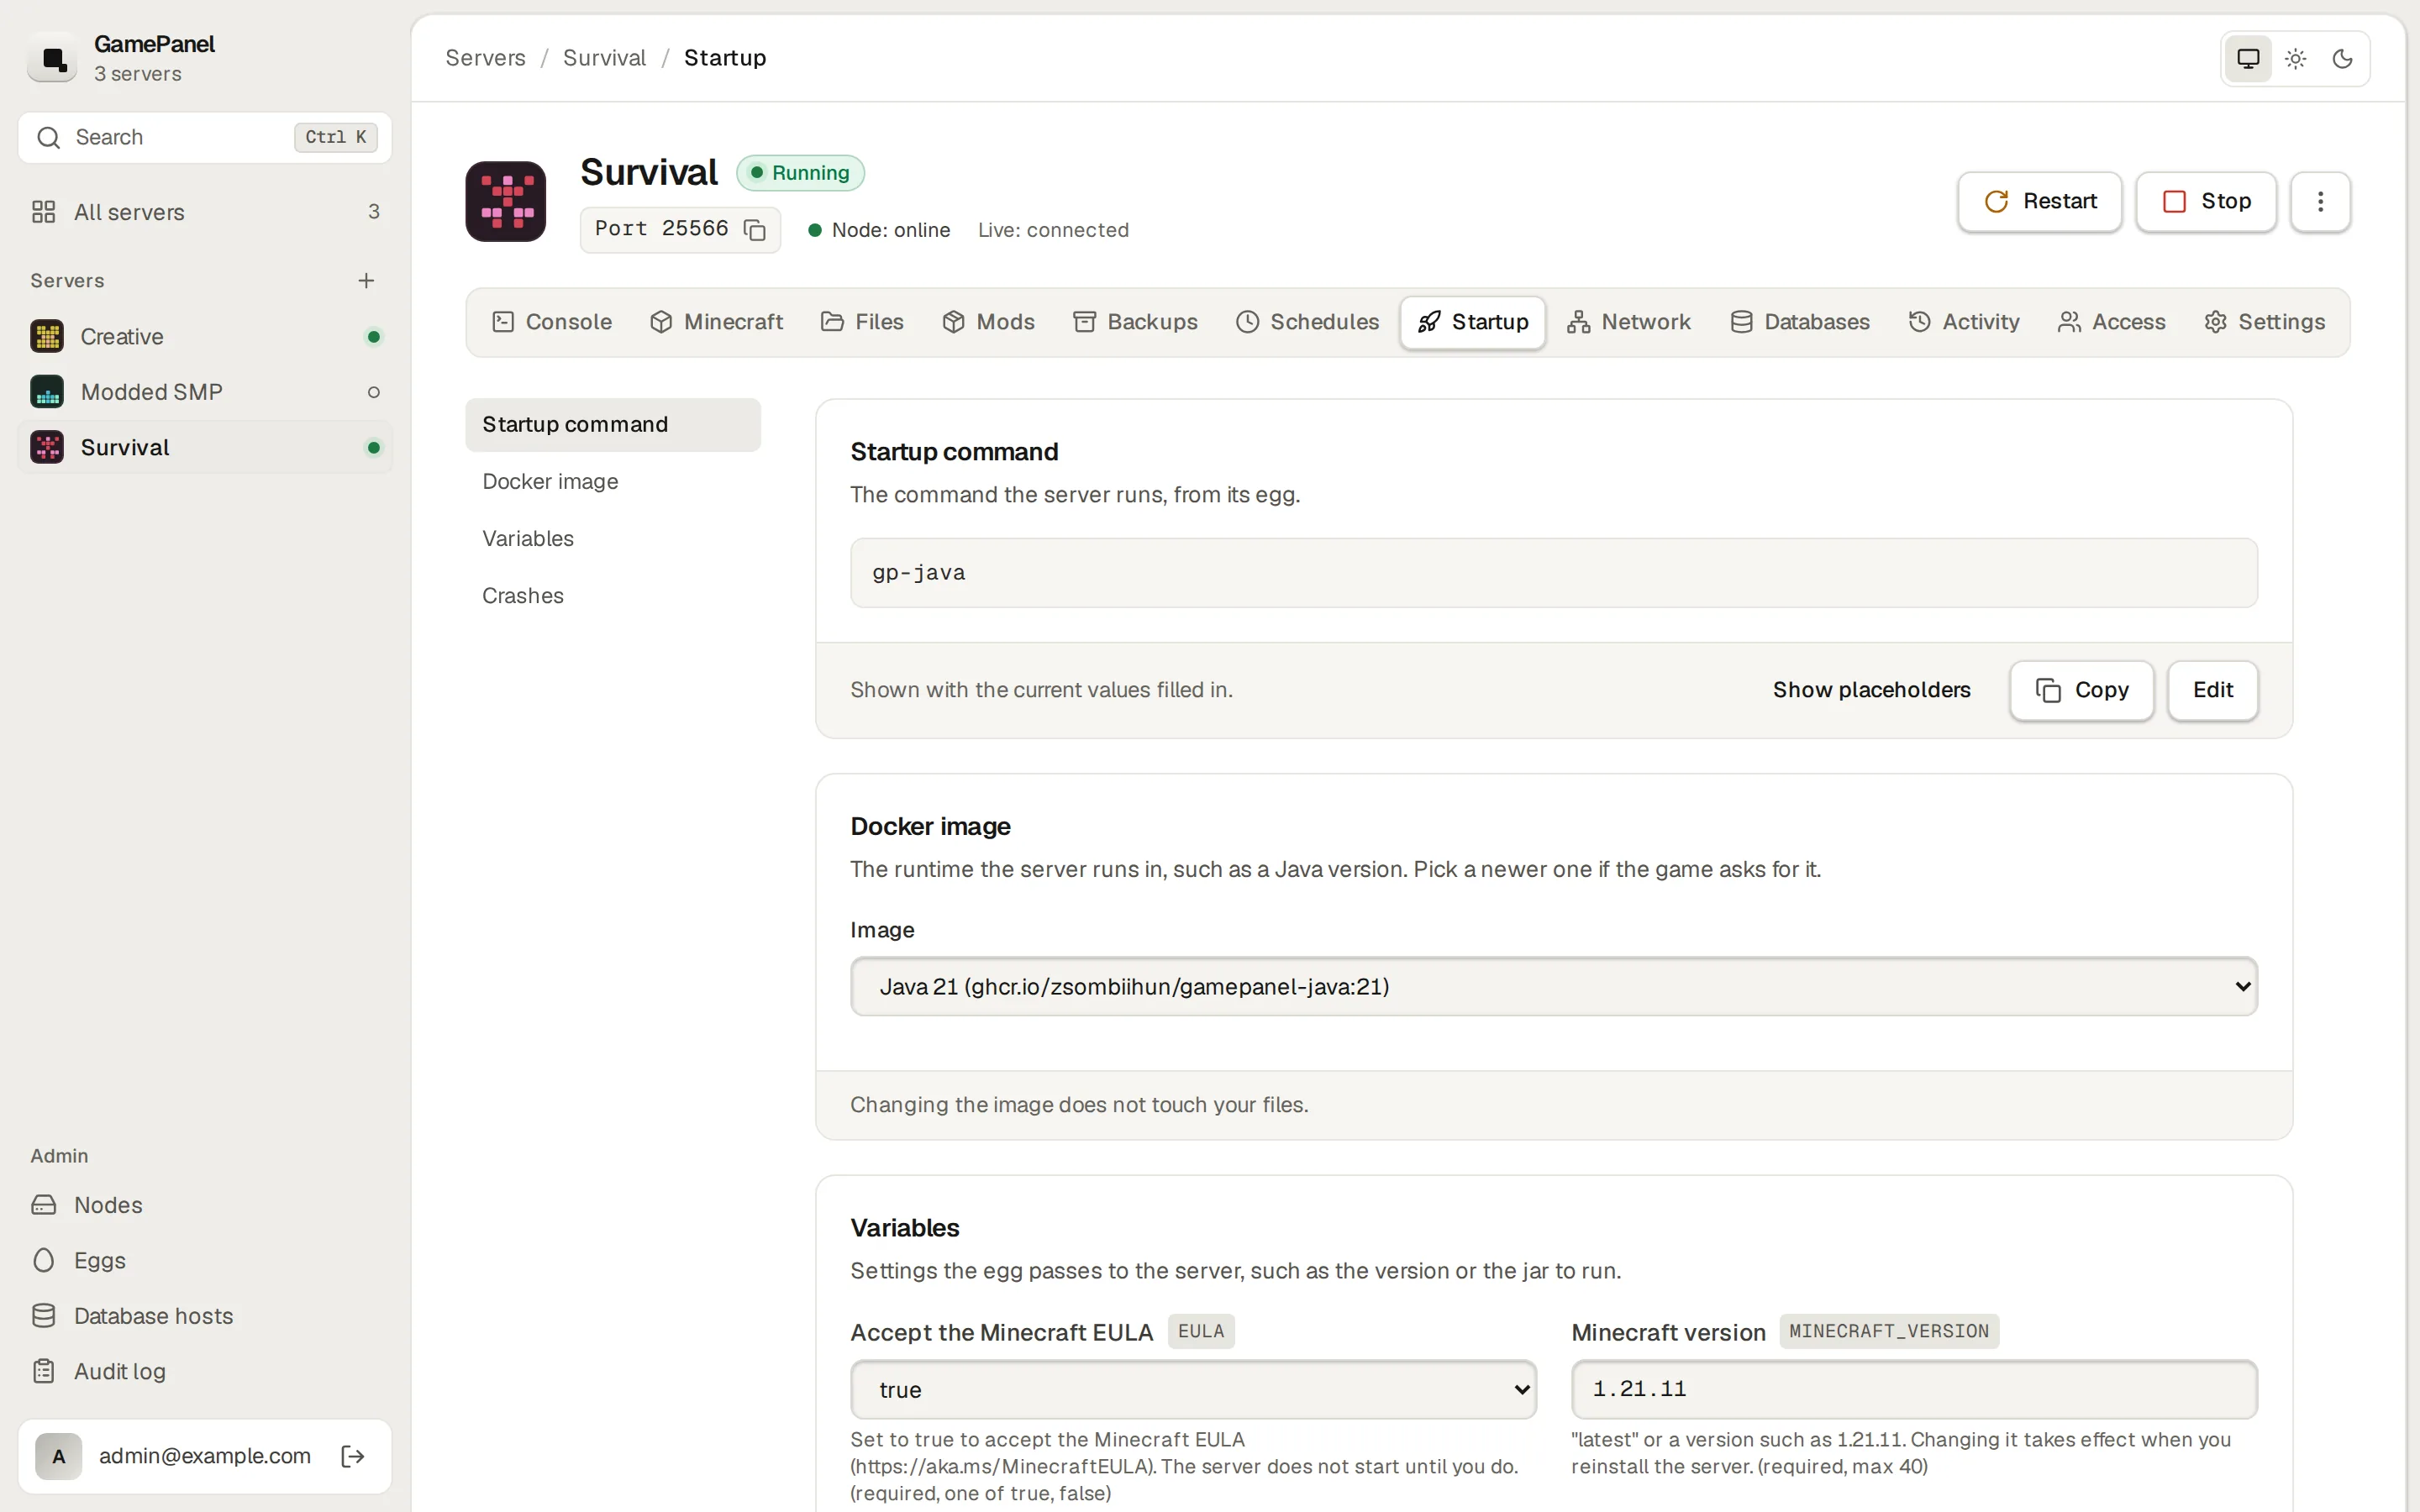 GamePanel
3 servers
Search
Ctrl K
All servers
3
Servers
Creative
Modded SMP
Survival
Admin
Nodes
Eggs
Database hosts
Audit log
A
admin@example.com
Servers / Survival / Startup
Survival
Running
Port 25566
Node: online
Live: connected
Restart
Stop
Console
Minecraft
Files
Mods
Backups
Schedules
Startup
Network
Databases
Activity
Access
Settings
Startup command
Docker image
Variables
Crashes
Startup command
The command the server runs, from its egg.
gp-java
Shown with the current values filled in.
Show placeholders
Copy
Edit
Docker image
The runtime the server runs in, such as a Java version. Pick a newer one if the game asks for it.
Image
Java 21 (ghcr.io/zsombiihun/gamepanel-java:21)
Changing the image does not touch your files.
Variables
Settings the egg passes to the server, such as the version or the jar to run.
Accept the Minecraft EULA
EULA
true
Set to true to accept the Minecraft EULA
(https://aka.ms/MinecraftEULA). The server does not start until you do.
(required, one of true, false)
Minecraft version
MINECRAFT_VERSION
1.21.11
"latest" or a version such as 1.21.11. Changing it takes effect when you
reinstall the server. (required, max 40)